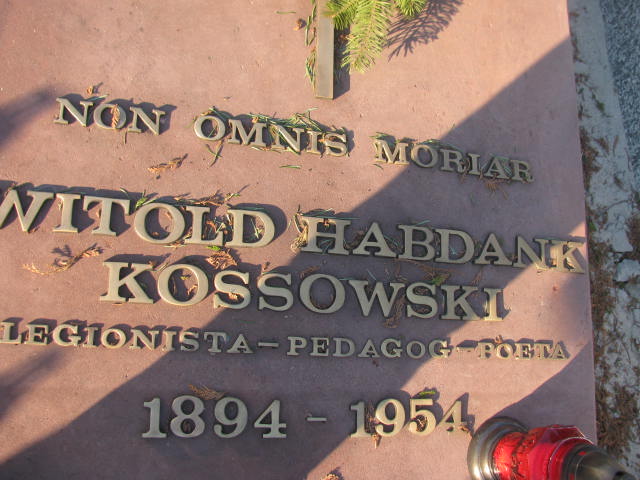 NON OMNIS MORIAR
WITOLD HABDANK
KOSSOWSKI
LEGIONISTA-PEDAGOG-POETA
1894 - 1954